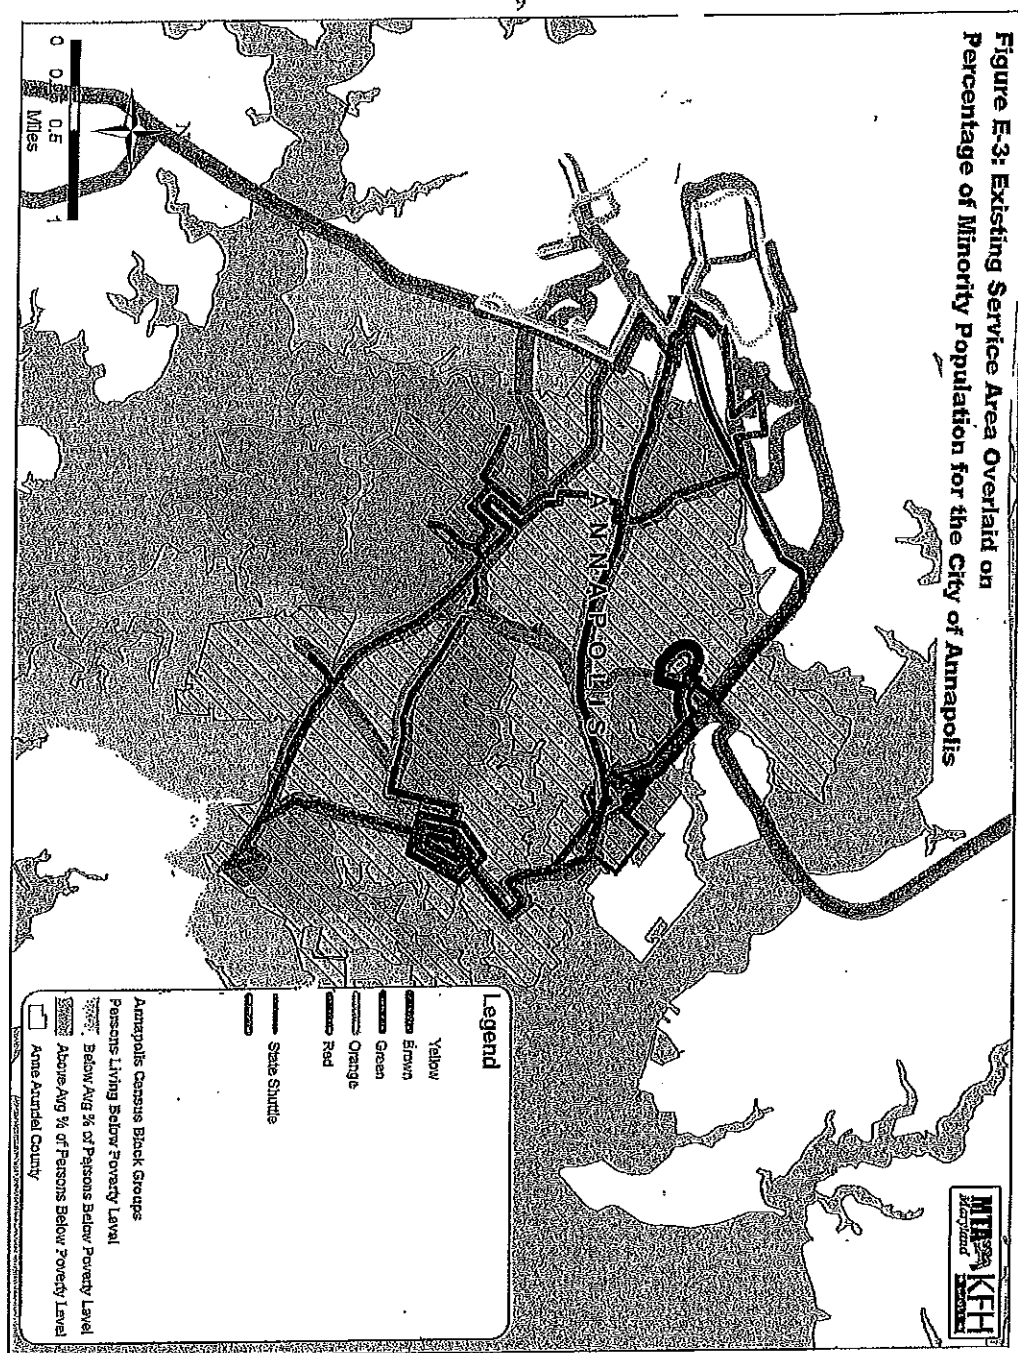 Figure E-3: Existing Service Area Overlaid on
Percentage of Minority Population for the City of Annapolis
MTA
Maryland
KFH
ANNAPOLIS
N
0 0.5 1
Miles
Legend
Yellow
Brown
Green
Orange
Red
State Shuttle
Annapolis Census Block Groups
Persons Living Below Poverty Level
Below Avg % of Persons Below Poverty Level
Above Avg % of Persons Below Poverty Level
Anne Arundel County